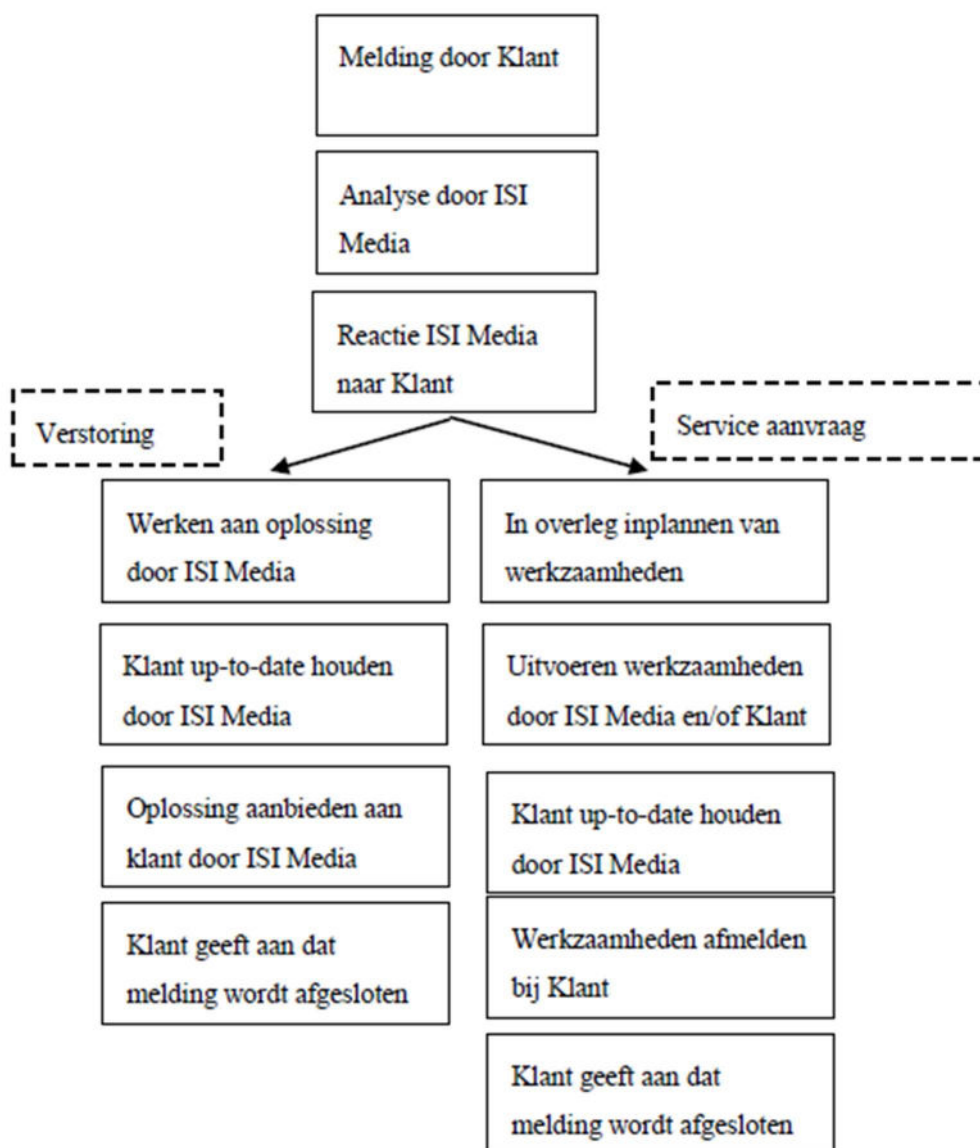 Melding door Klant
Analyse door ISI
Media
Reactie ISI Media
naar Klant
Verstoring
Service aanvraag
Werken aan oplossing
door ISI Media
Klant up-to-date houden
door ISI Media
Oplossing aanbieden aan
klant door ISI Media
Klant geeft aan dat
melding wordt afgesloten
In overleg inplannen van
werkzaamheden
Uitvoeren werkzaamheden
door ISI Media en/of Klant
Klant up-to-date houden
door ISI Media
Werkzaamheden afmelden
bij Klant
Klant geeft aan dat
melding wordt afgesloten